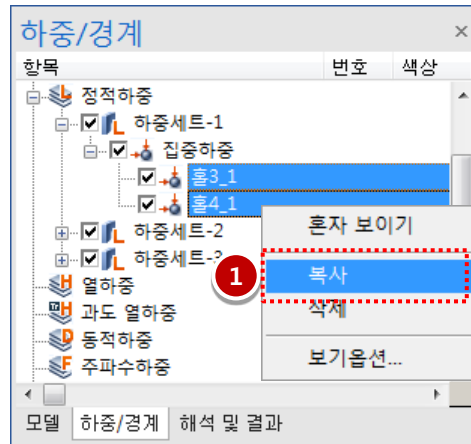 하중/경계 ×
항목 번호 색상
정적하중
하중세트-1
집중하중
홀3_1
홀4_1
혼자 보이기
하중세트-2
하중세트-3
1 복사
열하중
삭제
과도 열하중
동적하중
보기옵션...
주파수하중
모델 하중/경계 해석 및 결과